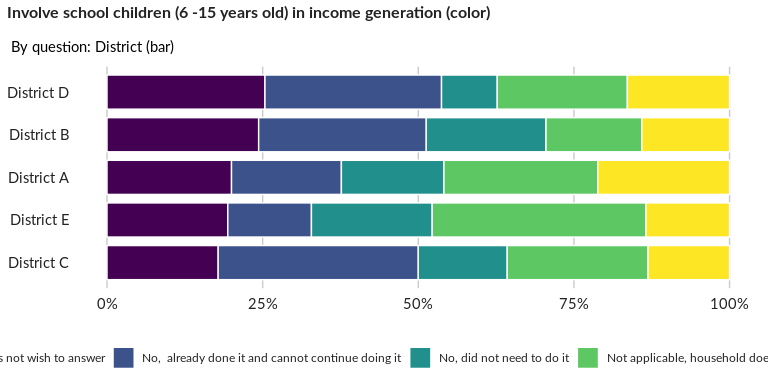 Involve school children (6 -15 years old) in income generation (color)
By question: District (bar)
District D
District B
District A
District E
District C
0% 25% 50% 75% 100%
s not wish to answer No,  already done it and cannot continue doing it No, did not need to do it Not applicable, household doe